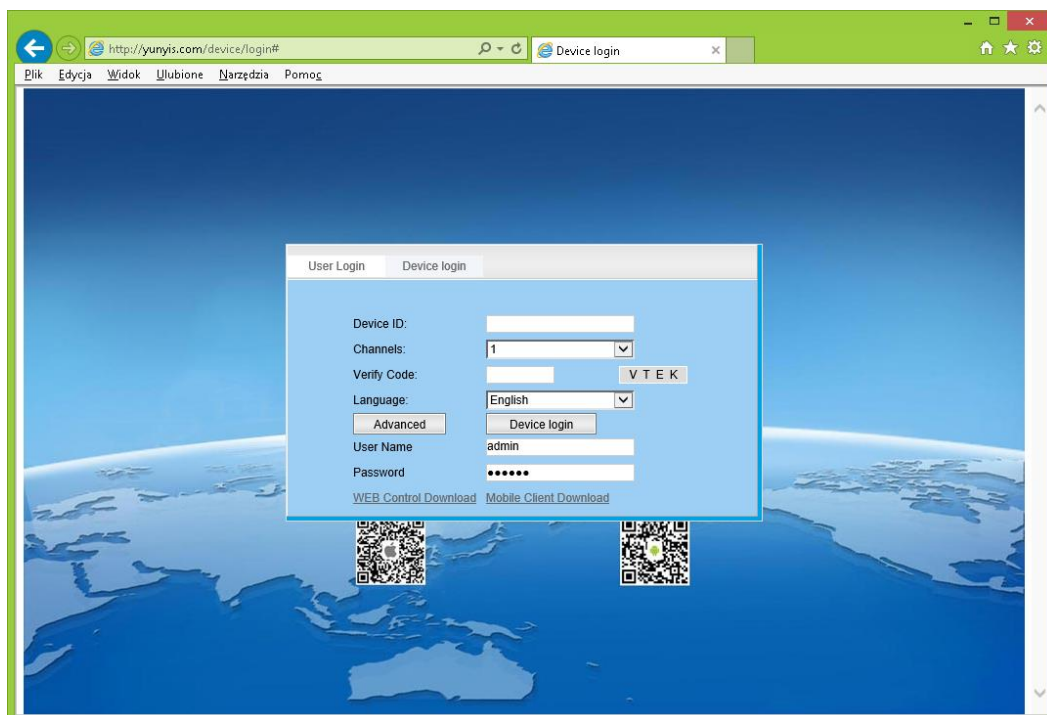 http://yunyis.com/device/login#
Device login
Plik Edycja Widok Ulubione Narzędzia Pomoc
User Login Device login
Device ID:
Channels: 1
Verify Code: V T E K
Language: English
Advanced Device login
User Name admin
Password ●●●●●●
WEB Control Download Mobile Client Download